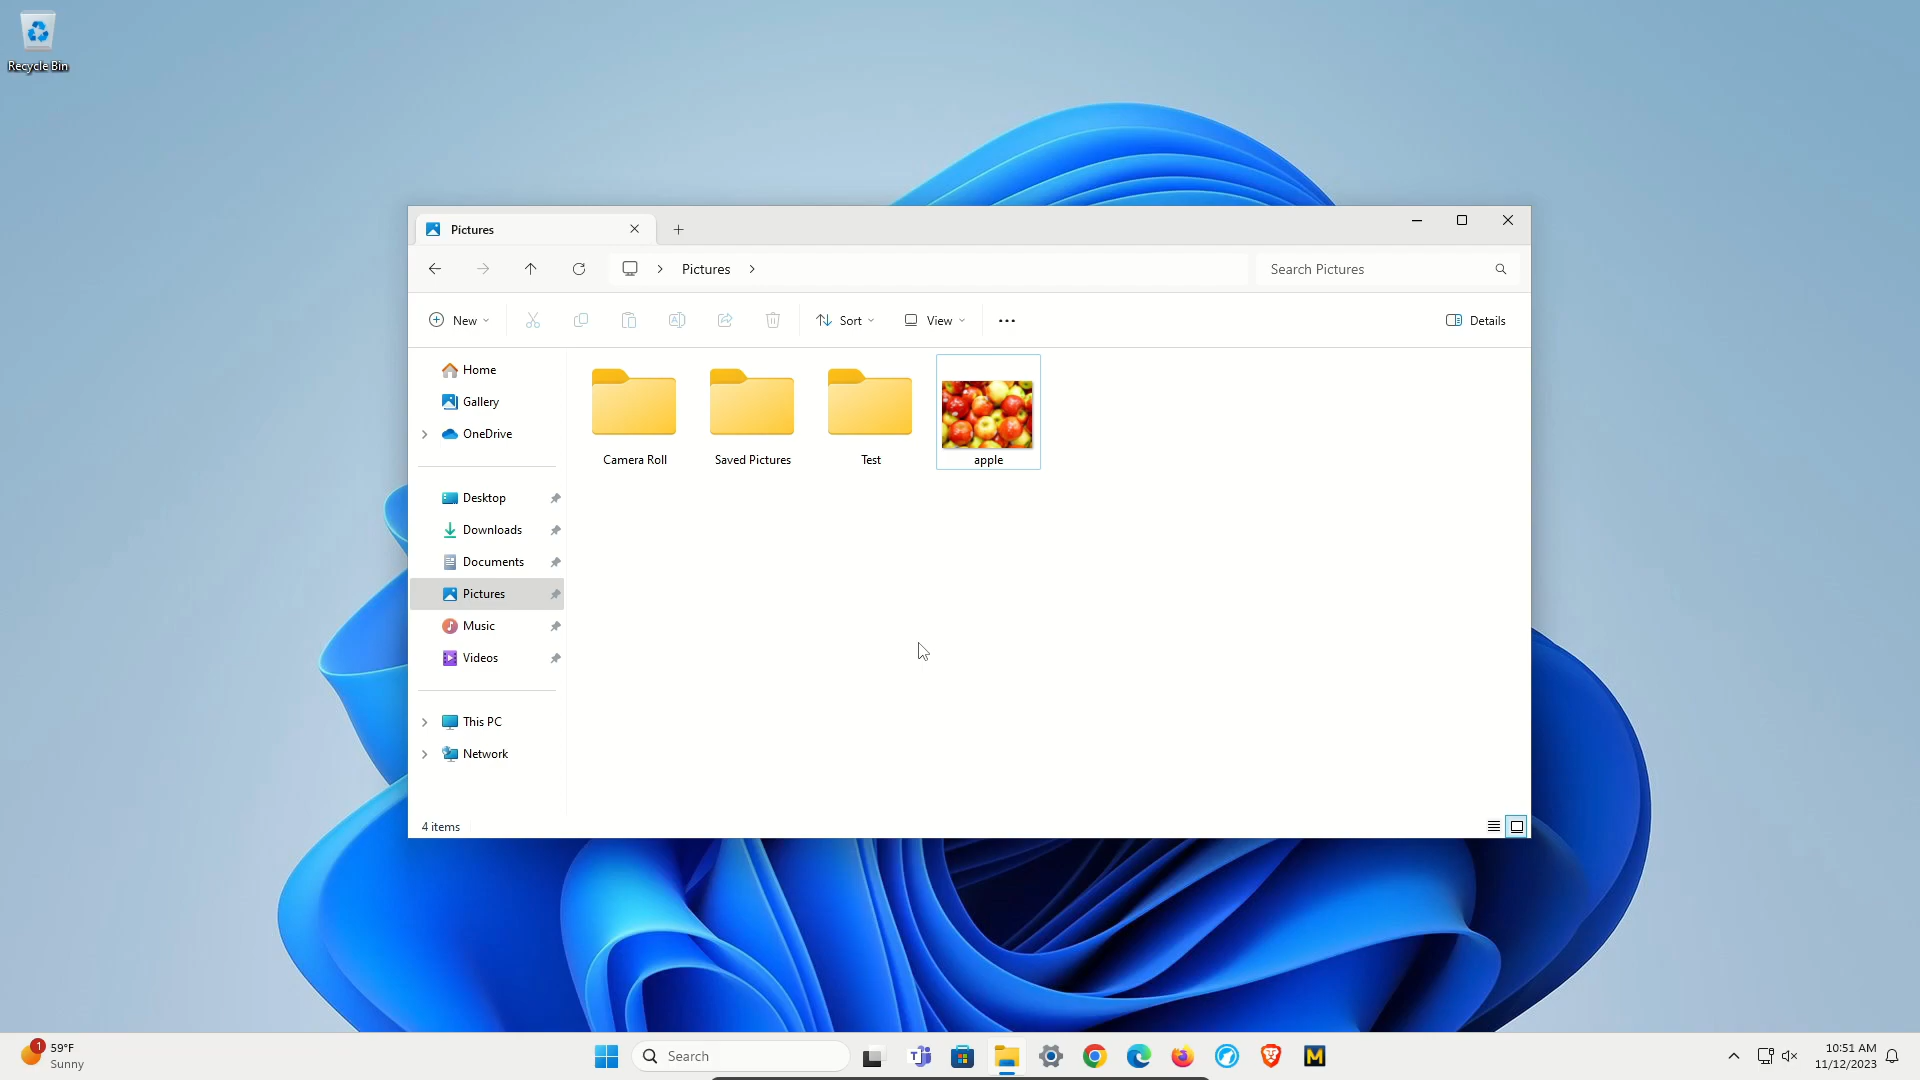 Recycle Bin
Pictures
Pictures
Search Pictures
New
Sort
View
Details
Home
Gallery
OneDrive
Desktop
Downloads
Documents
Pictures
Music
Videos
This PC
Network
Camera Roll
Saved Pictures
Test
apple
4 items
1
59°F
Sunny
Search
10:51 AM
11/12/2023